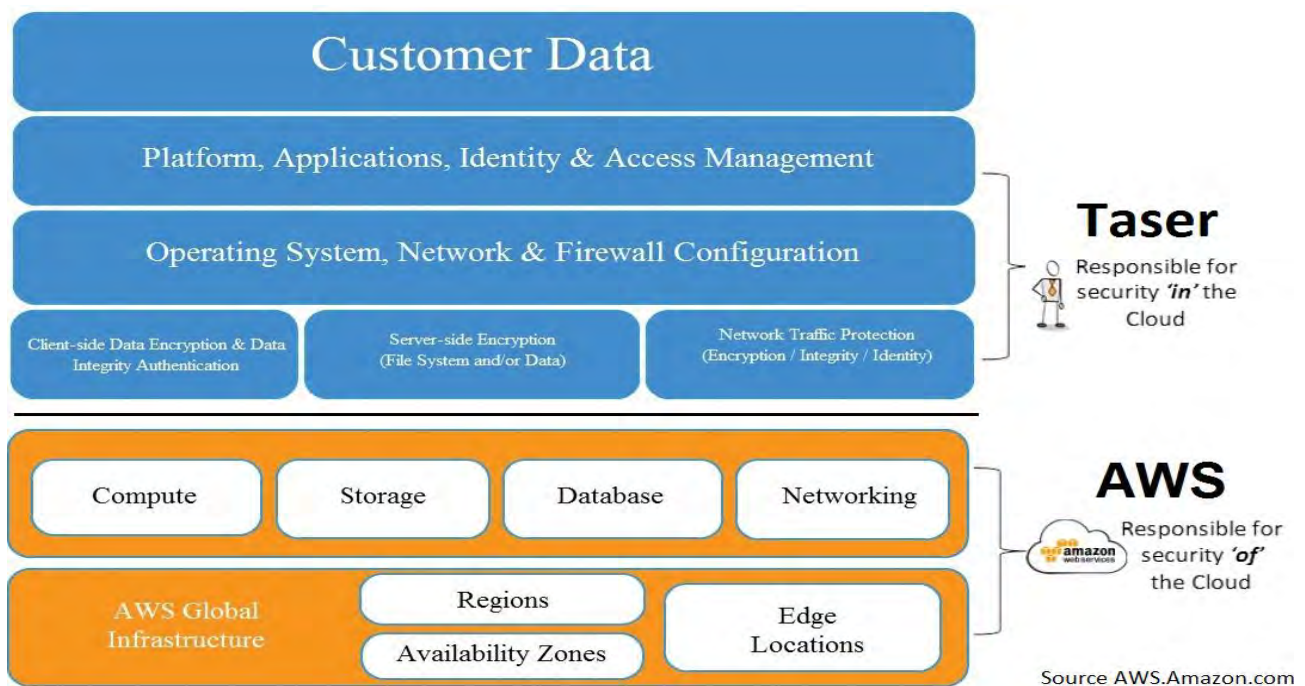 Customer Data
Platform, Applications, Identity & Access Management
Operating System, Network & Firewall Configuration
Client-side Data Encryption & Data
Integrity Authentication
Server-side Encryption
(File System and/or Data)
Network Traffic Protection
(Encryption / Integrity / Identity)
Taser
Responsible for
security 'in' the
Cloud
Compute
Storage
Database
Networking
AWS
amazon
webservices
Responsible for
security 'of'
the Cloud
AWS Global
Infrastructure
Regions
Availability Zones
Edge
Locations
Source AWS.Amazon.com